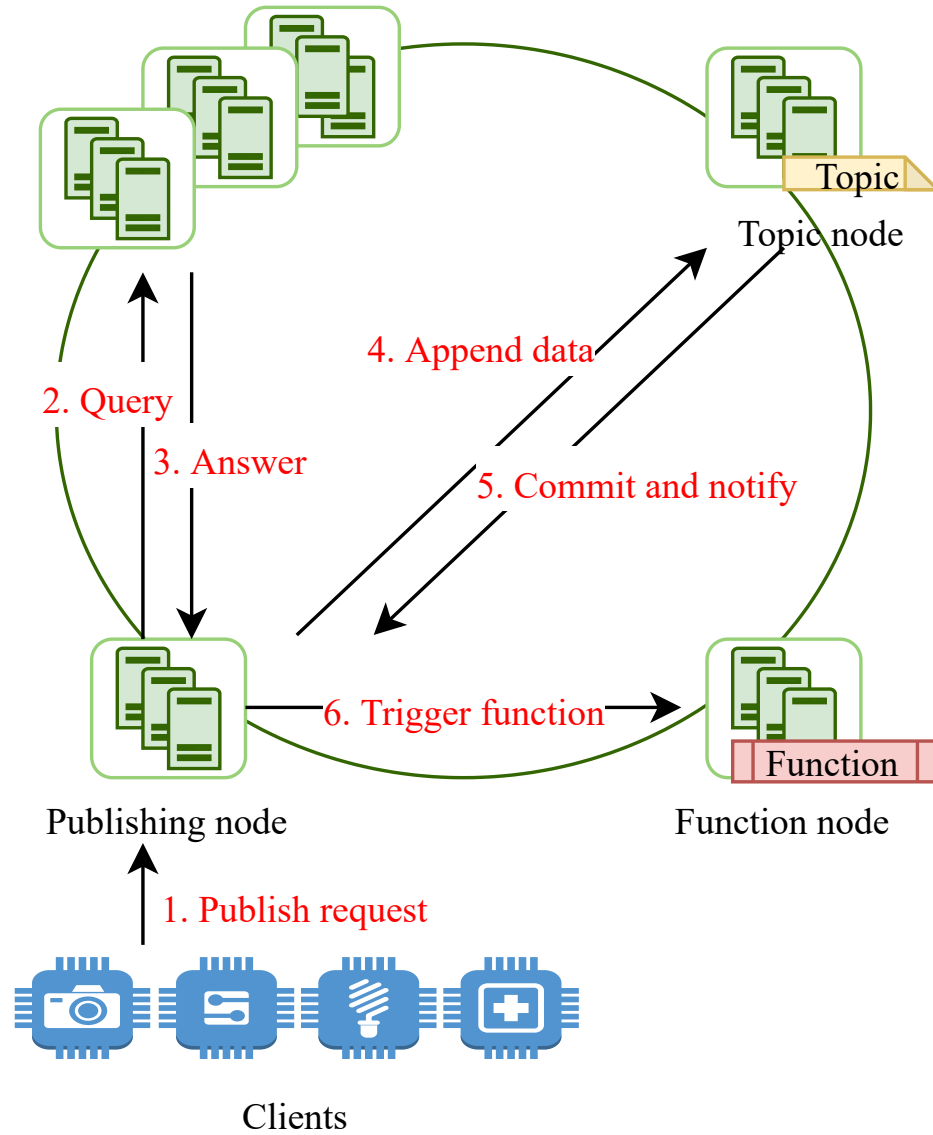 Topic
Topic node
4. Append data
2. Query
3. Answer
5. Commit and notify
6. Trigger function
Function
Publishing node
Function node
1. Publish request
Clients